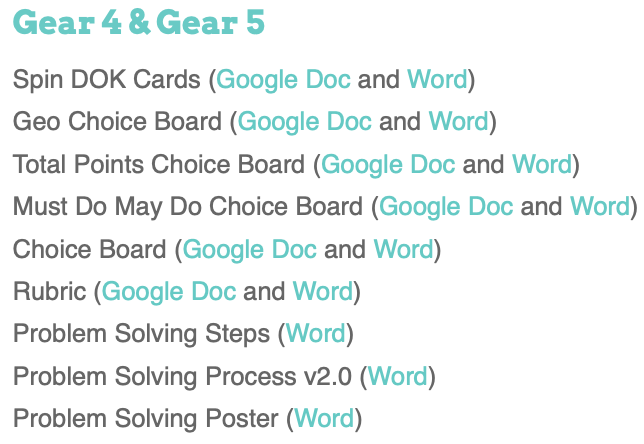 Gear 4 & Gear 5
Spin DOK Cards (Google Doc and Word)
Geo Choice Board (Google Doc and Word)
Total Points Choice Board (Google Doc and Word)
Must Do May Do Choice Board (Google Doc and Word)
Choice Board (Google Doc and Word)
Rubric (Google Doc and Word)
Problem Solving Steps (Word)
Problem Solving Process v2.0 (Word)
Problem Solving Poster (Word)